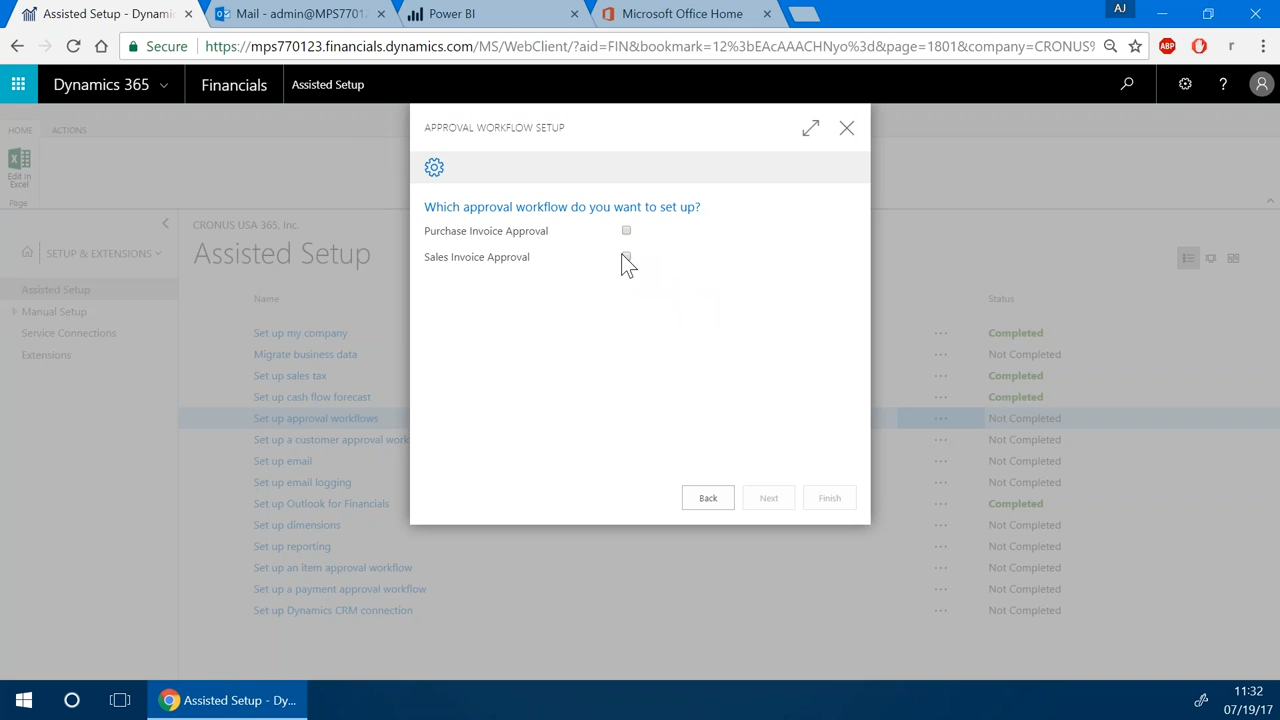 Assisted Setup - Dynamic
Mail - admin@MPS7701
Power BI
Microsoft Office Home
AJ
Secure
https://mps770123.financials.dynamics.com/MS/WebClient/?aid=FIN&bookmark=12%3bEAcAAACHNyo%3d&page=1801&company=CRONUS%
ABP
r
Dynamics 365
Financials
Assisted Setup
?
HOME
ACTIONS
Edit in
Excel
Page
APPROVAL WORKFLOW SETUP
Which approval workflow do you want to set up?
Purchase Invoice Approval
Sales Invoice Approval
Back
Next
Finish
SETUP & EXTENSIONS
Assisted Setup
Manual Setup
Service Connections
Extensions
CRONUS USA 365, Inc.
Assisted Setup
Name
Status
Set up my company
··· Completed
Migrate business data
··· Not Completed
Set up sales tax
··· Completed
Set up cash flow forecast
··· Completed
Set up approval workflows
··· Not Completed
Set up a customer approval work
··· Not Completed
Set up email
··· Not Completed
Set up email logging
··· Not Completed
Set up Outlook for Financials
··· Completed
Set up dimensions
··· Not Completed
Set up reporting
··· Not Completed
Set up an item approval workflow
··· Not Completed
Set up a payment approval workflow
··· Not Completed
Set up Dynamics CRM connection
··· Not Completed
Assisted Setup - Dy...
11:32
07/19/17